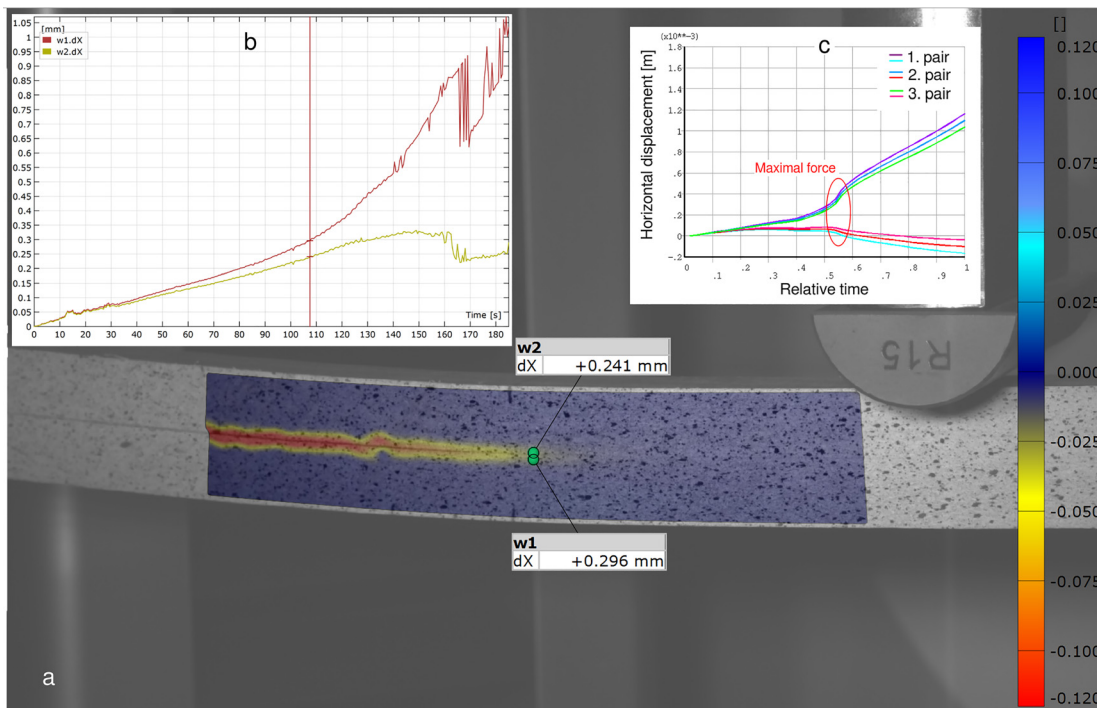 [mm]
b
w1.dX
w2.dX
1.05
1
0.95
0.9
0.85
0.8
0.75
0.7
0.65
0.6
0.55
0.5
0.45
0.4
0.35
0.3
0.25
0.2
0.15
0.1
0.05
0
Time [s]
0 10 20 30 40 50 60 70 80 90 100 110 120 130 140 150 160 170 180
(x10**-3)
c
1. pair
2. pair
3. pair
Horizontal displacement [m]
1.8
1.6
1.4
1.2
1
.8
.6
.4
.2
0
-.2
Maximal force
0 .1 .2 .3 .4 .5 .6 .7 .8 .9 1
Relative time
[]
0.120
0.100
0.075
0.050
0.025
0.000
-0.025
-0.050
-0.075
-0.100
-0.120
R15
w2
dX +0.241 mm
w1
dX +0.296 mm
a